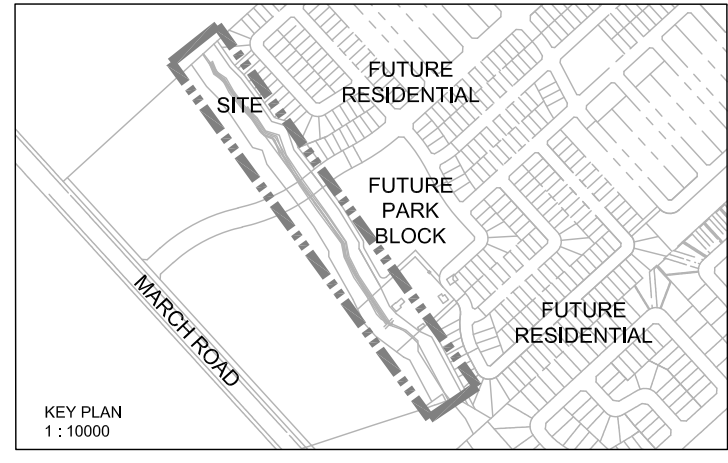 FUTURE
RESIDENTIAL
SITE
FUTURE
PARK
BLOCK
MARCH ROAD
FUTURE
RESIDENTIAL
KEY PLAN
1 : 10000